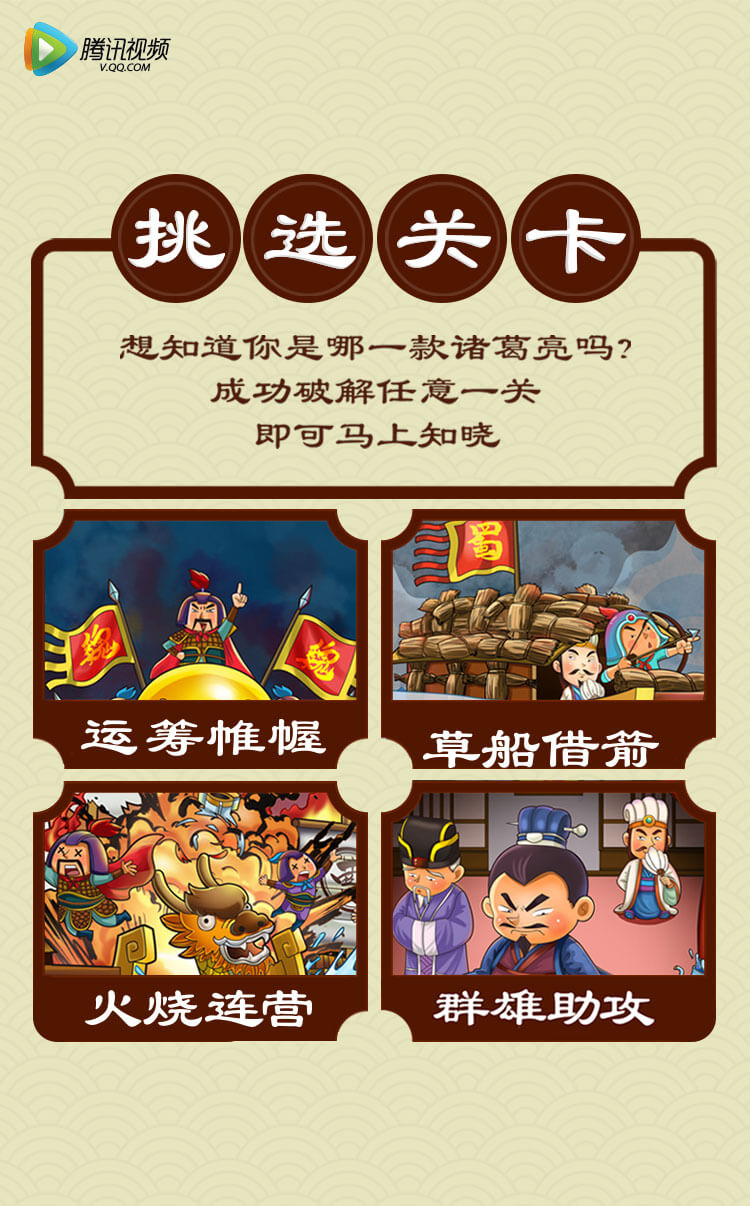 腾讯视频
V.QQ.COM
挑选关卡
想知道你是哪一款诸葛亮吗?
成功破解任意一关
即可马上知晓
蜀
魏
运筹帷幄
草船借箭
火烧连营
群雄助攻